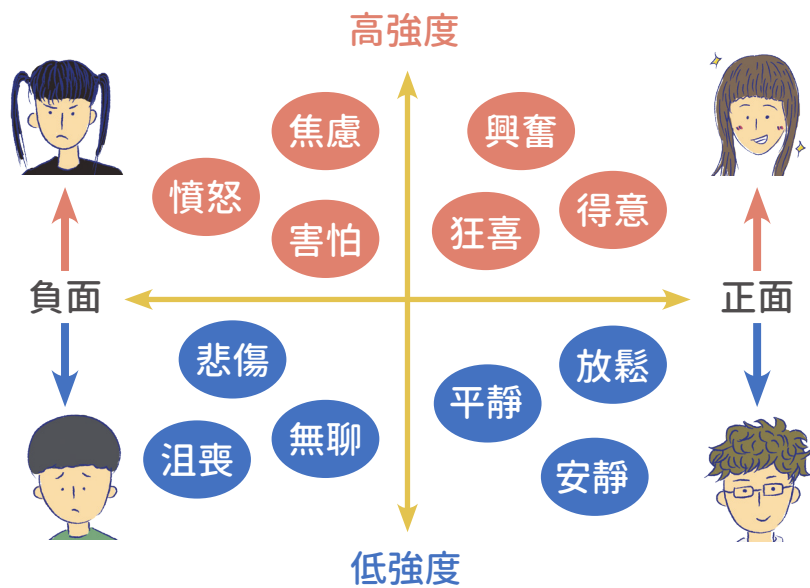 高強度
焦慮
興奮
憤怒
得意
害怕
狂喜
負面
正面
悲傷
放鬆
平靜
無聊
沮喪
安靜
低強度